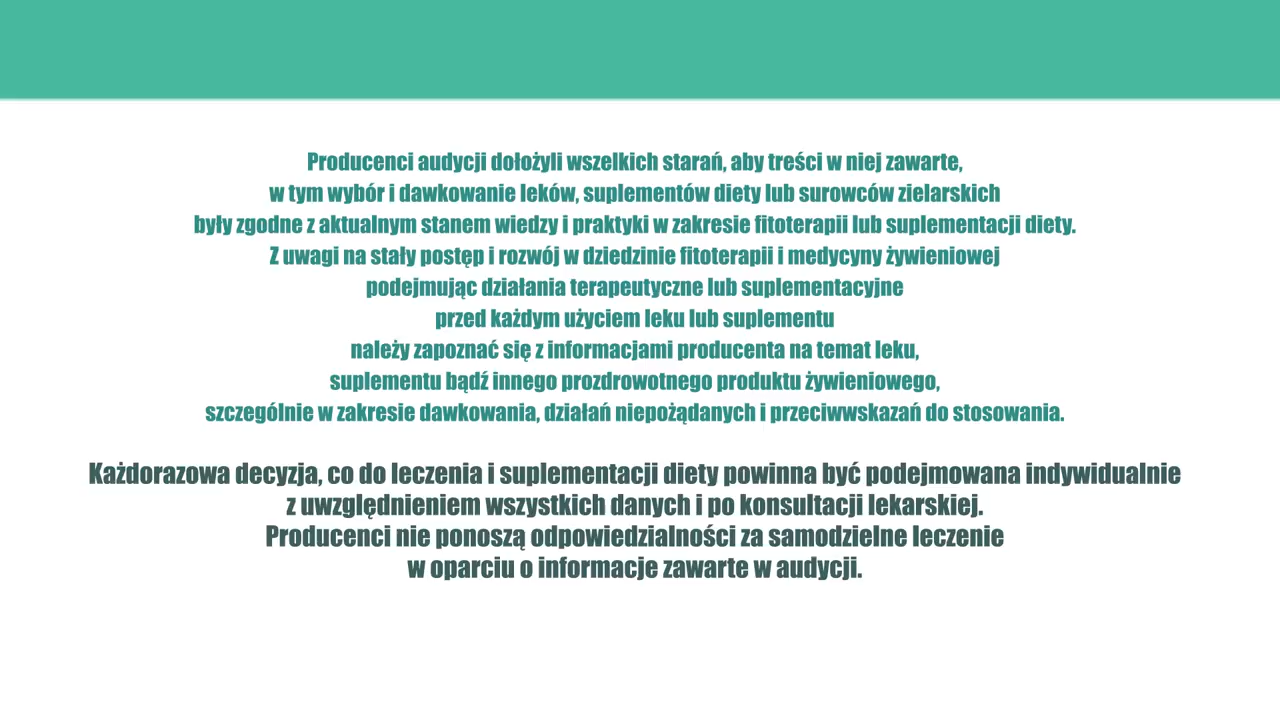 Producenci audycji dołożyli wszelkich starań, aby treści w niej zawarte,
w tym wybór i dawkowanie leków, suplementów diety lub surowców zielarskich
były zgodne z aktualnym stanem wiedzy i praktyki w zakresie fitoterapii lub suplementacji diety.
Z uwagi na stały postęp i rozwój w dziedzinie fitoterapii i medycyny żywieniowej
podejmując działania terapeutyczne lub suplementacyjne
przed każdym użyciem leku lub suplementu
należy zapoznać się z informacjami producenta na temat leku,
suplementu bądź innego prozdrowotnego produktu żywieniowego,
szczególnie w zakresie dawkowania, działań niepożądanych i przeciwwskazań do stosowania.
Każdorazowa decyzja, co do leczenia i suplementacji diety powinna być podejmowana indywidualnie
z uwzględnieniem wszystkich danych i po konsultacji lekarskiej.
Producenci nie ponoszą odpowiedzialności za samodzielne leczenie
w oparciu o informacje zawarte w audycji.